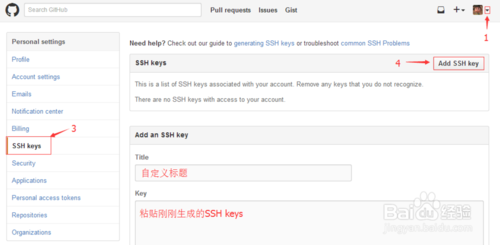 Search GitHub
Pull requests Issues Gist
1
Personal settings
Profile
Account settings
Emails
Notification center
Billing
3
SSH keys
Security
Applications
Personal access tokens
Repositories
Organizations
Need help? Check out our guide to generating SSH keys or troubleshoot common SSH Problems
SSH keys
4
Add SSH key
This is a list of SSH keys associated with your account. Remove any keys that you do not recognize.
There are no SSH keys with access to your account.
Add an SSH key
Title
自定义标题
Key
粘贴刚刚生成的SSH keys
Baidu 经验
jingyan.baidu.com